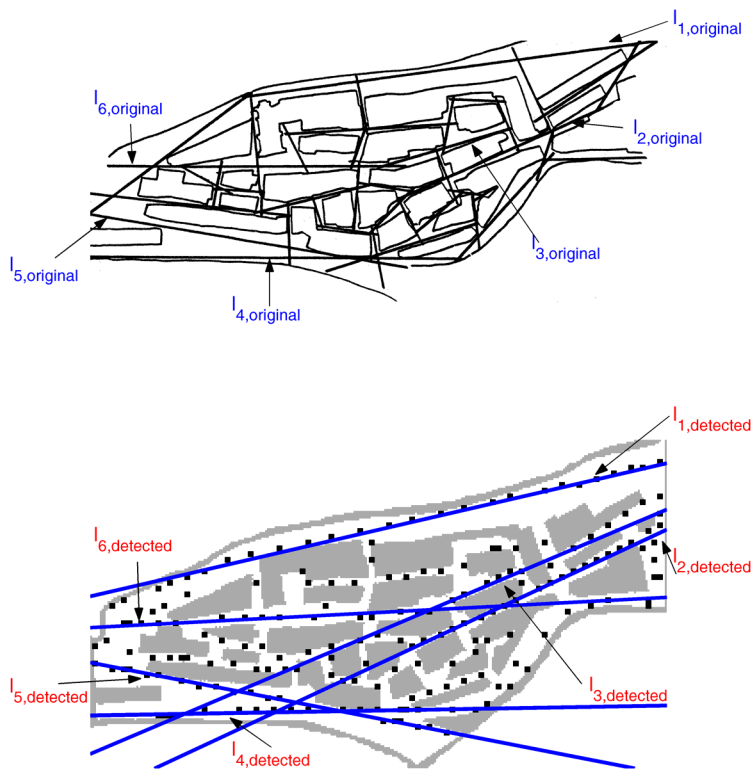 l1,original
l6,original
l2,original
l3,original
l5,original
l4,original
l1,detected
l6,detected
l2,detected
l5,detected
l3,detected
l4,detected